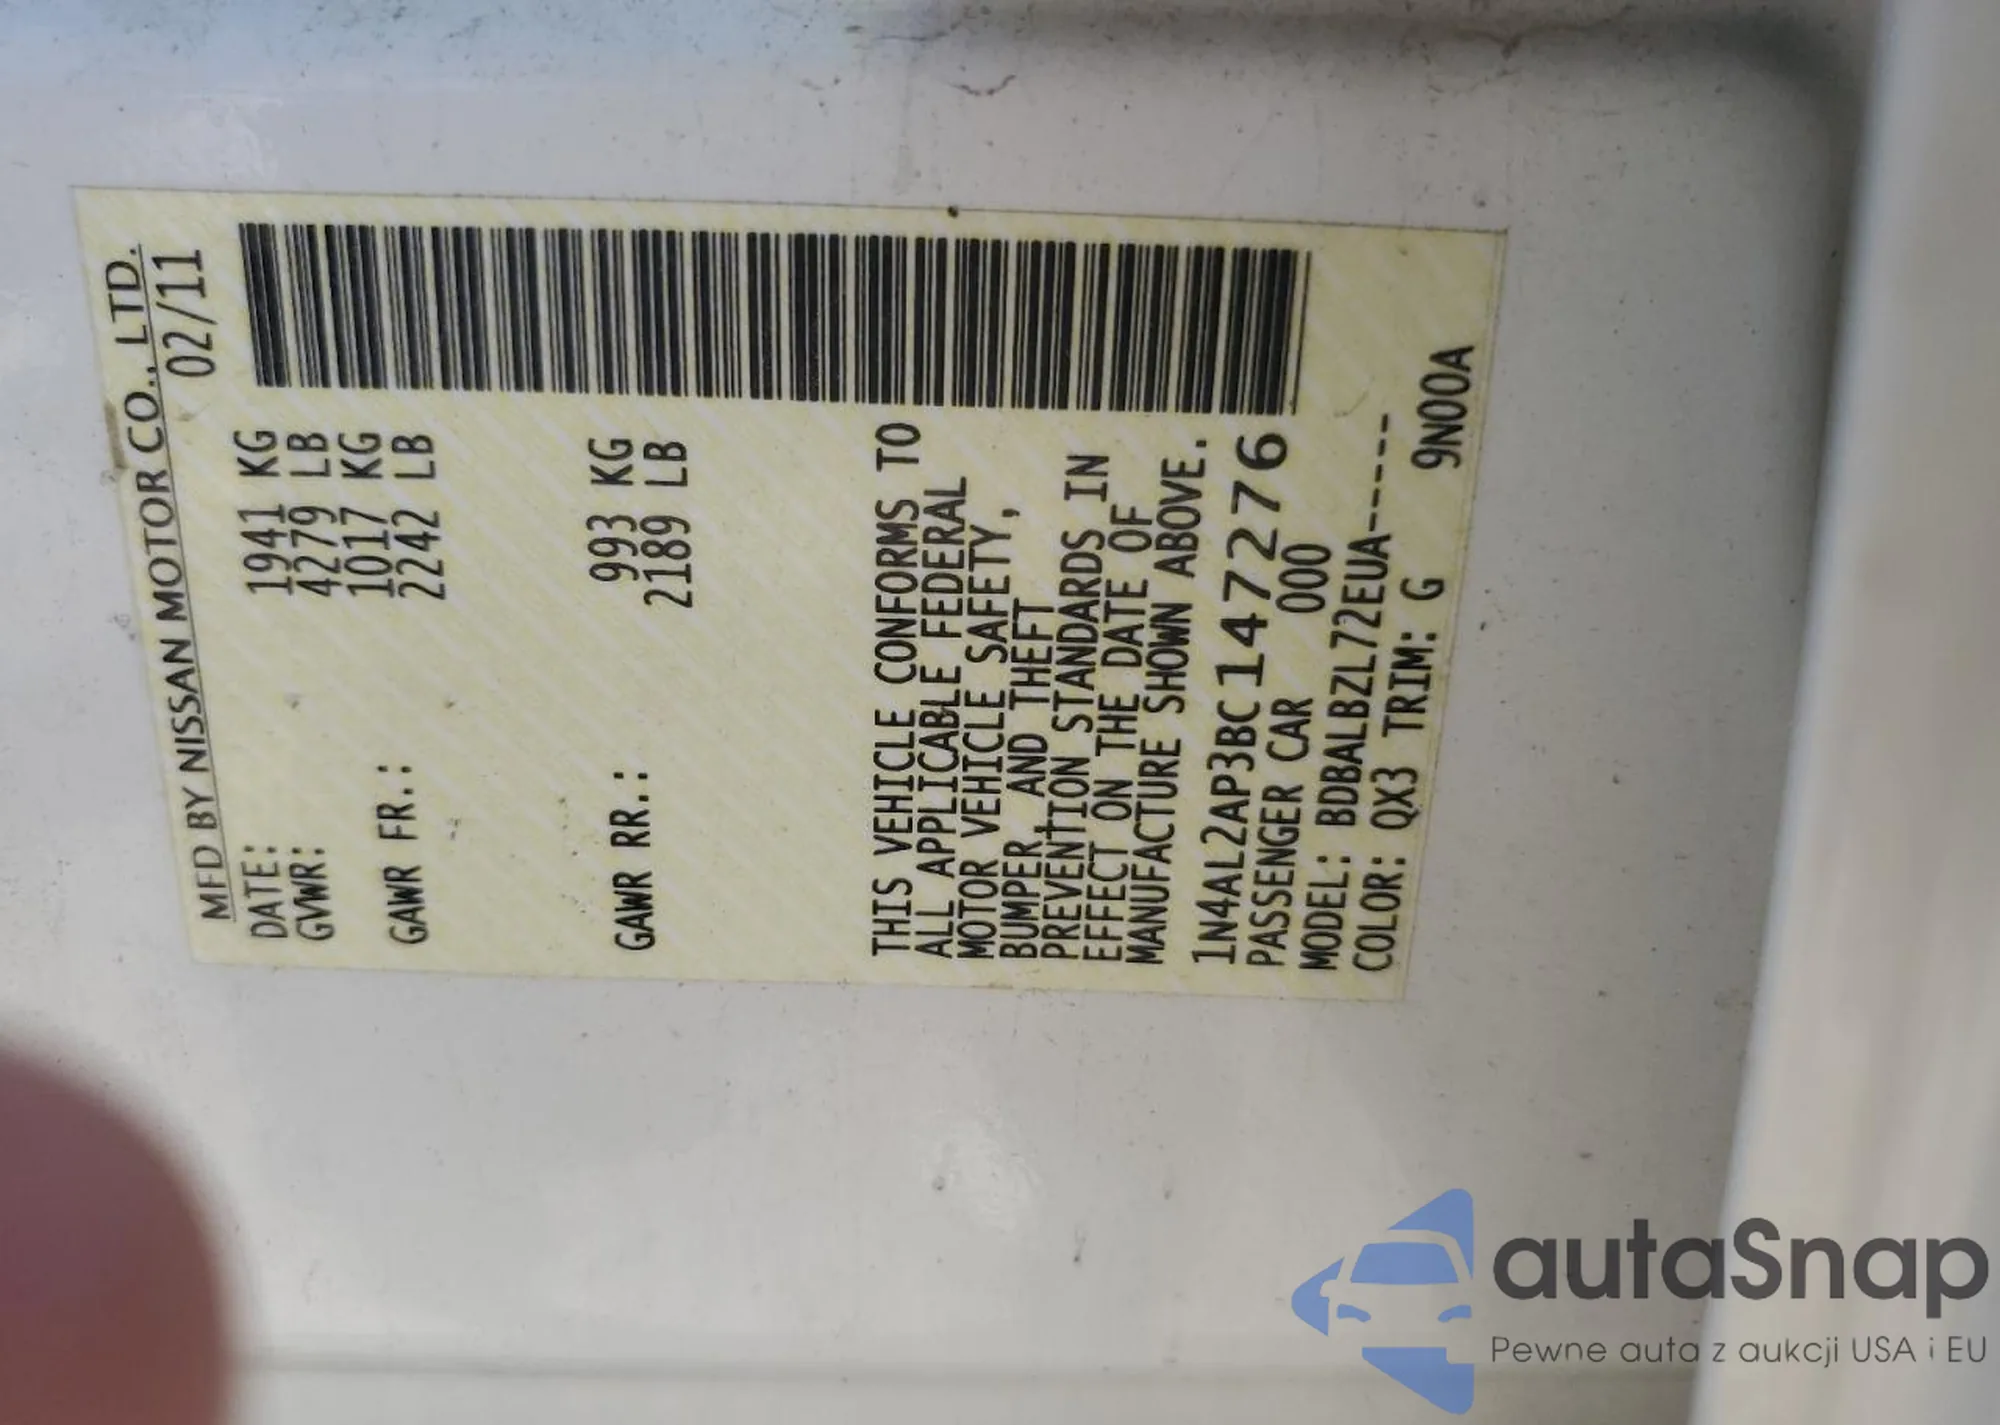 MFD BY NISSAN MOTOR CO., LTD.
DATE: 02/11
GVWR: 1941 KG
4279 LB
GAWR FR.: 1017 KG
2242 LB
GAWR RR.: 993 KG
2189 LB
THIS VEHICLE CONFORMS TO
ALL APPLICABLE FEDERAL
MOTOR VEHICLE SAFETY,
BUMPER, AND THEFT
PREVENTION STANDARDS IN
EFFECT ON THE DATE OF
MANUFACTURE SHOWN ABOVE.
1N4AL2AP3BC147276
PASSENGER CAR 000
MODEL: BDBALBZL72EUA-----
COLOR: QX3 TRIM: G 9N00A
autaSnap
Pewne auta z aukcji USA i EU